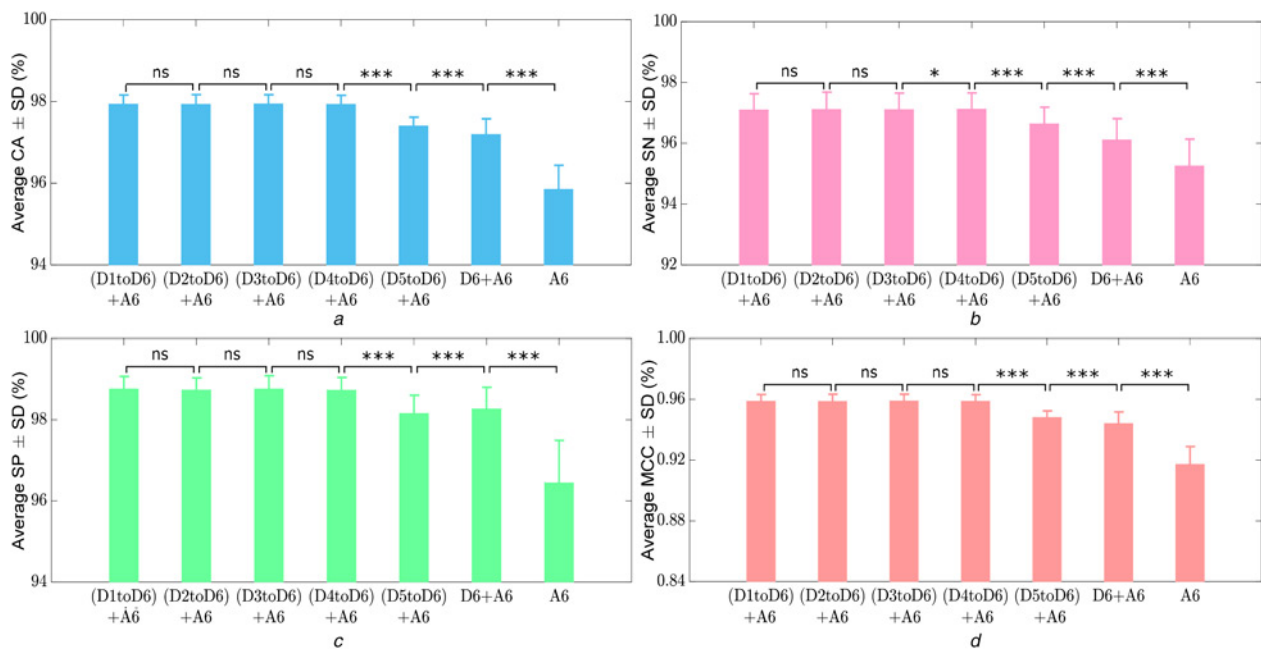 100
98
96
94
Average CA ± SD (%)
ns ns ns *** *** ***
(D1toD6) (D2toD6) (D3toD6) (D4toD6) (D5toD6) D6+A6 A6
+A6 +A6 +A6 +A6 +A6
a
100
98
96
94
92
Average SN ± SD (%)
ns ns * *** *** ***
(D1toD6) (D2toD6) (D3toD6) (D4toD6) (D5toD6) D6+A6 A6
+A6 +A6 +A6 +A6 +A6
b
100
98
96
94
Average SP ± SD (%)
ns ns ns *** *** ***
(D1toD6) (D2toD6) (D3toD6) (D4toD6) (D5toD6) D6+A6 A6
+A6 +A6 +A6 +A6 +A6
c
1.00
0.96
0.92
0.88
0.84
Average MCC ± SD (%)
ns ns ns *** *** ***
(D1toD6) (D2toD6) (D3toD6) (D4toD6) (D5toD6) D6+A6 A6
+A6 +A6 +A6 +A6 +A6
d